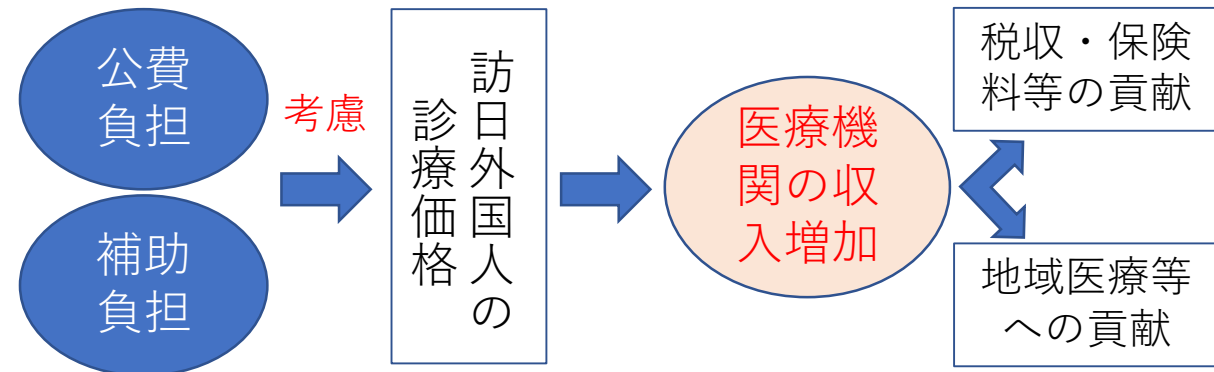 公費
負担
補助
負担
考慮
訪日外国人の
診療価格
医療機
関の収
入増加
税収・保険
料等の貢献
地域医療等
への貢献